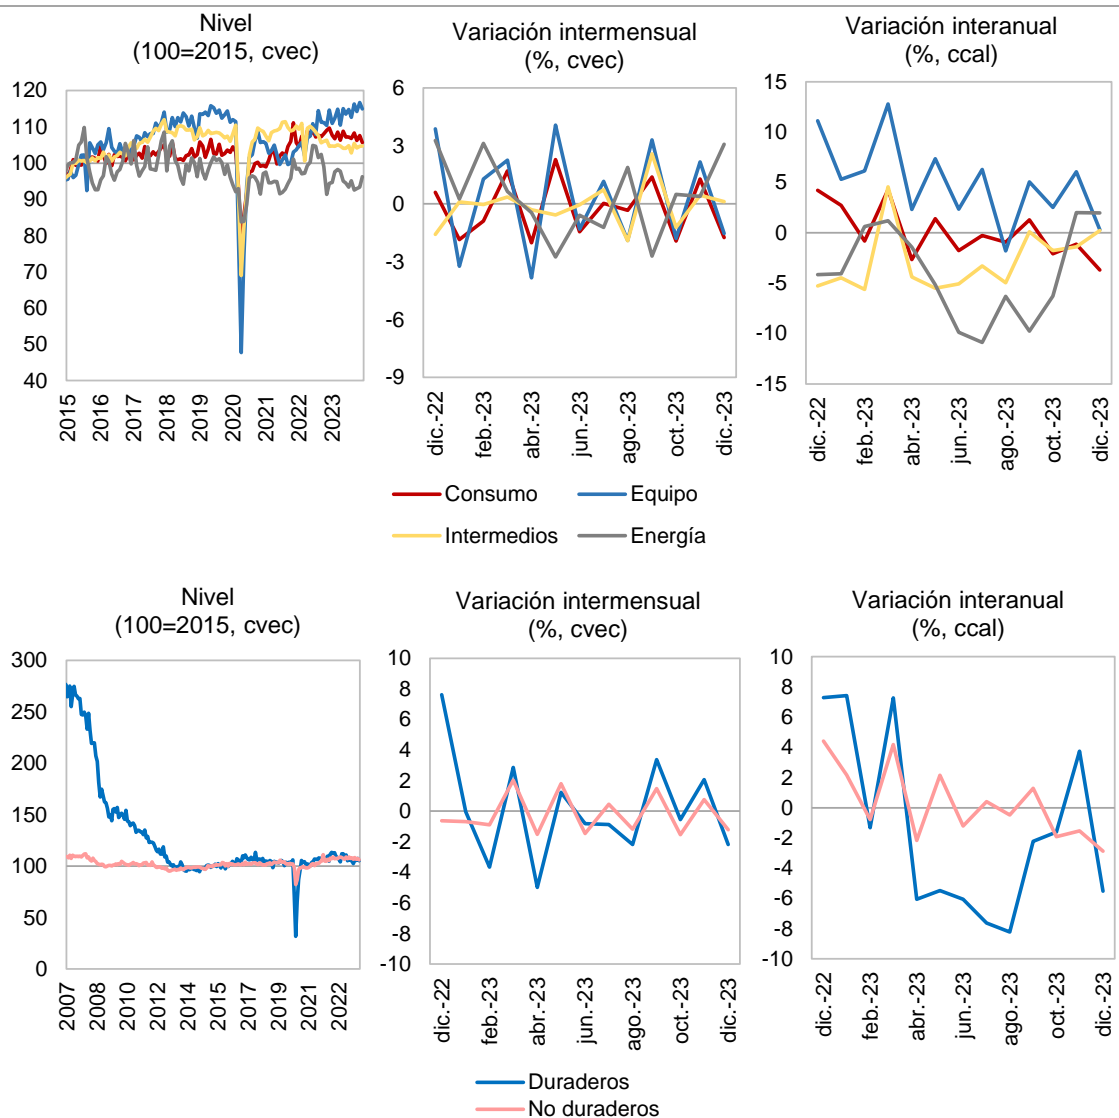 Nivel
(100=2015, cvec)
120
110
100
90
80
70
60
50
40
2015
2016
2017
2018
2019
2020
2021
2022
2023
Variación intermensual
(%, cvec)
6
3
0
-3
-6
-9
dic.-22
feb.-23
abr.-23
jun.-23
ago.-23
oct.-23
dic.-23
Variación interanual
(%, ccal)
15
10
5
0
-5
-10
-15
dic.-22
feb.-23
abr.-23
jun.-23
ago.-23
oct.-23
dic.-23
Consumo
Equipo
Intermedios
Energía
Nivel
(100=2015, cvec)
300
250
200
150
100
50
0
2007
2008
2010
2012
2014
2015
2017
2019
2021
2022
Variación intermensual
(%, cvec)
10
8
6
4
2
0
-2
-4
-6
-8
-10
dic.-22
feb.-23
abr.-23
jun.-23
ago.-23
oct.-23
dic.-23
Variación interanual
(%, ccal)
10
8
6
4
2
0
-2
-4
-6
-8
-10
dic.-22
feb.-23
abr.-23
jun.-23
ago.-23
oct.-23
dic.-23
Duraderos
No duraderos